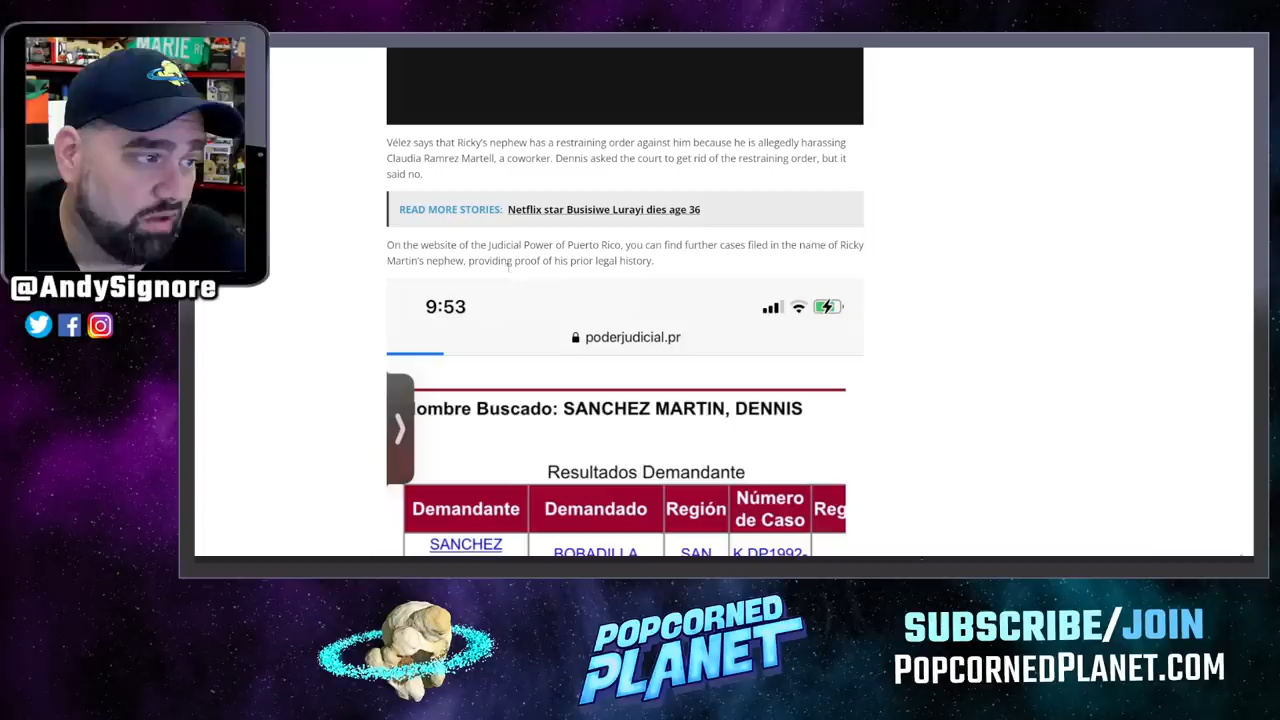 MARIE
@AndySignore
Vélez says that Ricky's nephew has a restraining order against him because he is allegedly harassing
Claudia Ramrez Martell, a coworker. Dennis asked the court to get rid of the restraining order, but it
said no.
READ MORE STORIES: Netflix star Busisiwe Lurayi dies age 36
On the website of the Judicial Power of Puerto Rico, you can find further cases filed in the name of Ricky
Martin's nephew, providing proof of his prior legal history.
9:53
poderjudicial.pr
ombre Buscado: SANCHEZ MARTIN, DENNIS
Resultados Demandante
Demandante Demandado Región Número de Caso Reg
SANCHEZ BOBADILLA SAN K DP1992-
POPCORNED
PLANET
SUBSCRIBE/JOIN
POPCORNEDPLANET.COM